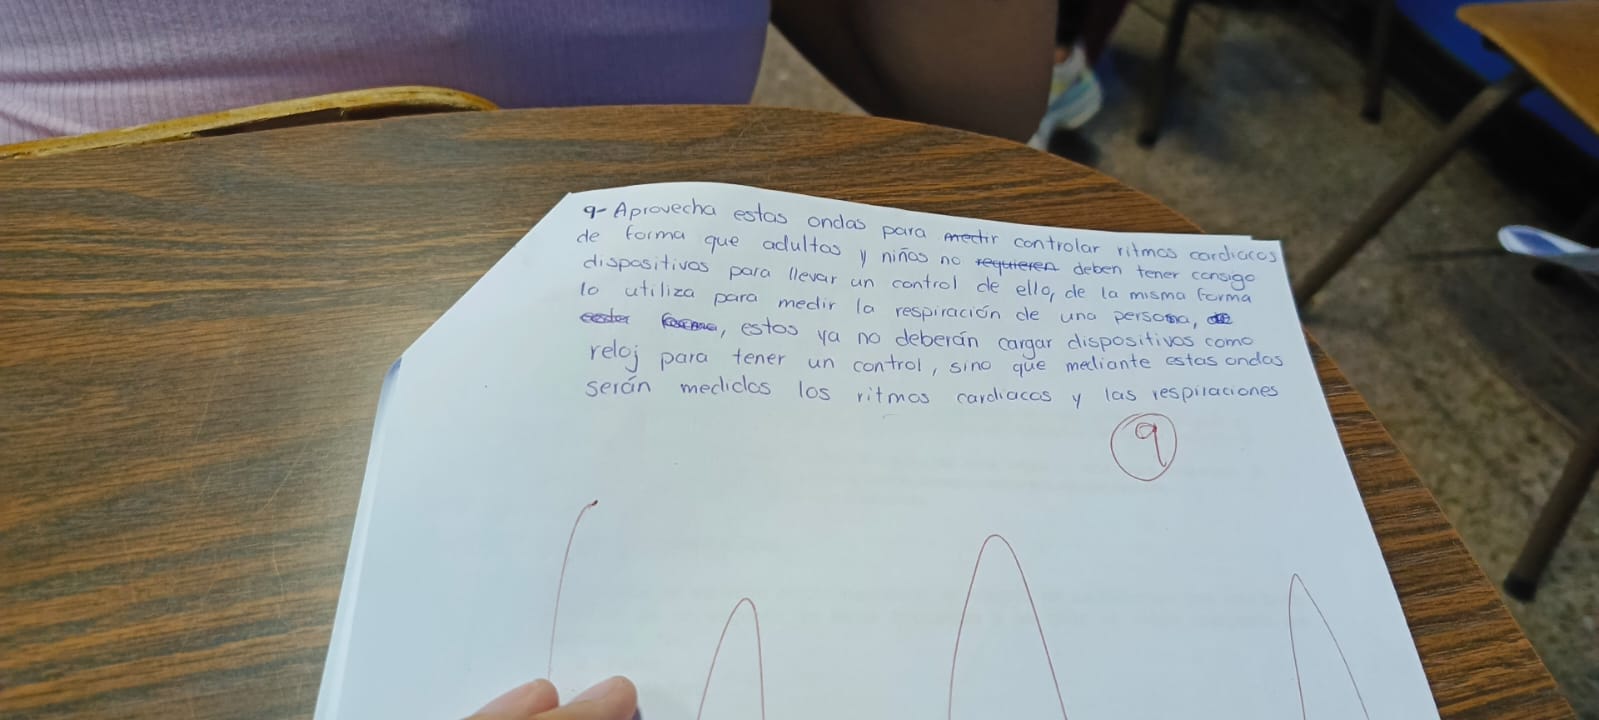 9- Aprovecha estas ondas para medir controlar ritmos cardiacos
de forma que adultos y niños no requieren deben tener consigo
dispositivos para llevar un control de ello, de la misma forma
lo utiliza para medir la respiración de una persona, de
forma, estos ya no deberán cargar dispositivos como
reloj para tener un control, sino que mediante estas ondas
serán medidos los ritmos cardiacos y las respiraciones
9